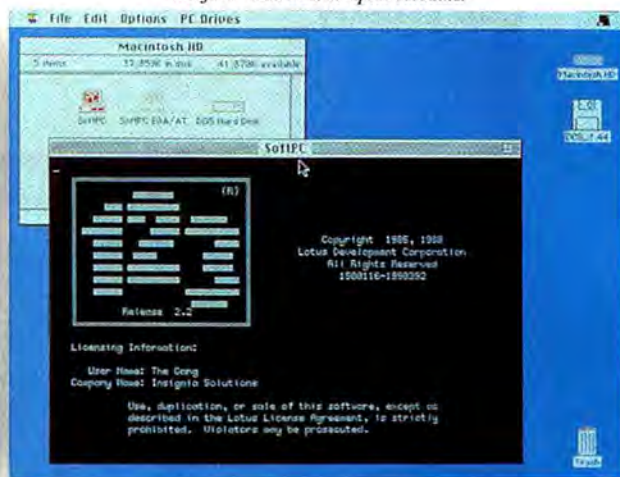 File Edit Options PC Drives
Macintosh HD
5 items
in disk
available
Macintosh HD
SoftPC
SoftPC EGA/AT
DOS Hard Disk
SoftPC
(R)
Release 2.2
Copyright 1985,
Lotus Development Corporation
All Rights Reserved
Licensing Information:
User Name: The Gang
Company Name: Insignia Solutions
Use, duplication, or sale of this software, except as
described in the Lotus License Agreement, is strictly
prohibited. Violators may be prosecuted.
Trash